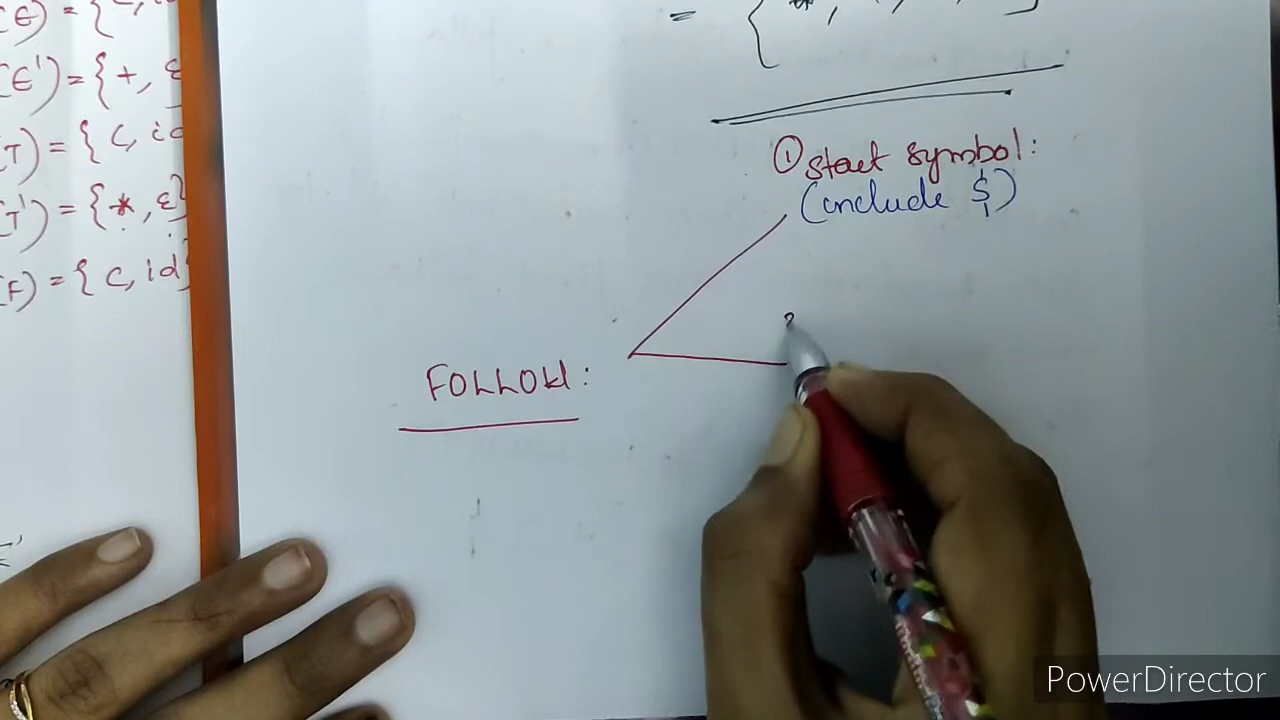 (E) = {
(E') = {+, ε
(T) = { (, id
(T') = {*, ε}
(F) = { (, id}
= { *,
① start symbol:
(include $)
FOLLOW:
PowerDirector